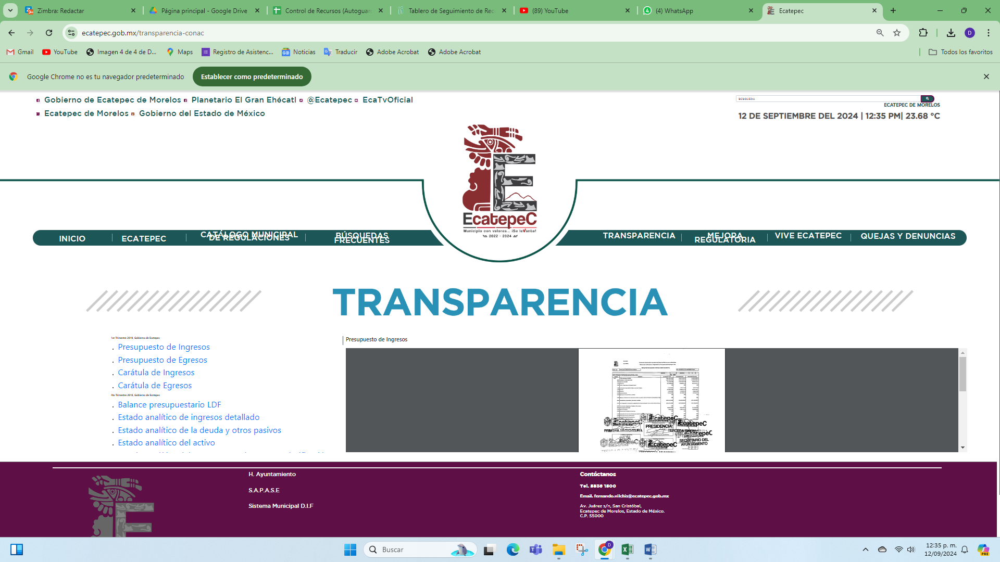 Zimbra: Redactar
Página principal - Google Drive
Control de Recursos (Autoguar
Tablero de Seguimiento de Rec
(89) YouTube
(4) WhatsApp
Ecatepec
ecatepec.gob.mx/transparencia-conac
D
Gmail
YouTube
Imagen 4 de 4 de D...
Maps
Registro de Asistenc...
Noticias
Traducir
Adobe Acrobat
Adobe Acrobat
Todos los favoritos
Google Chrome no es tu navegador predeterminado
Establecer como predeterminado
Gobierno de Ecatepec de Morelos
Planetario El Gran Ehécatl
@Ecatepec
EcaTvOficial
Ecatepec de Morelos
Gobierno del Estado de México
BÚSQUEDA
ECATEPEC DE MORELOS
12 DE SEPTIEMBRE DEL 2024 | 12:35 PM| 23.68 °C
EcatepeC
Municipio con valores... ¡Se leVanta!
2022 - 2024
INICIO
ECATEPEC
CATÁLOGO MUNICIPAL
DE REGULACIONES
BÚSQUEDAS
FRECUENTES
TRANSPARENCIA
MEJORA
REGULATORIA
VIVE ECATEPEC
QUEJAS Y DENUNCIAS
TRANSPARENCIA
1er Trimestre 2019, Gobierno de Ecatepec
. Presupuesto de Ingresos
. Presupuesto de Egresos
. Carátula de Ingresos
. Carátula de Egresos
4to Trimestre 2018, Gobierno de Ecatepec
. Balance presupuestario LDF
. Estado analítico de ingresos detallado
. Estado analítico de la deuda y otros pasivos
. Estado analítico del activo
Presupuesto de Ingresos
EcatepeC
PRESIDENCIA
EcatepeC
TERCERA SINDIC
SECRETARIO DEL
AYUNTAMIENTO
EcatepeC
H. Ayuntamiento
S.A.P.A.S.E
Sistema Municipal D.I.F
Contáctanos
Tel. 5836 1500
Email. fernando.vilchis@ecatepec.gob.mx
Av. Juárez s/n, San Cristóbal,
Ecatepec de Morelos, Estado de México.
C.P. 55000
Buscar
D
12:35 p. m.
12/09/2024
PRE